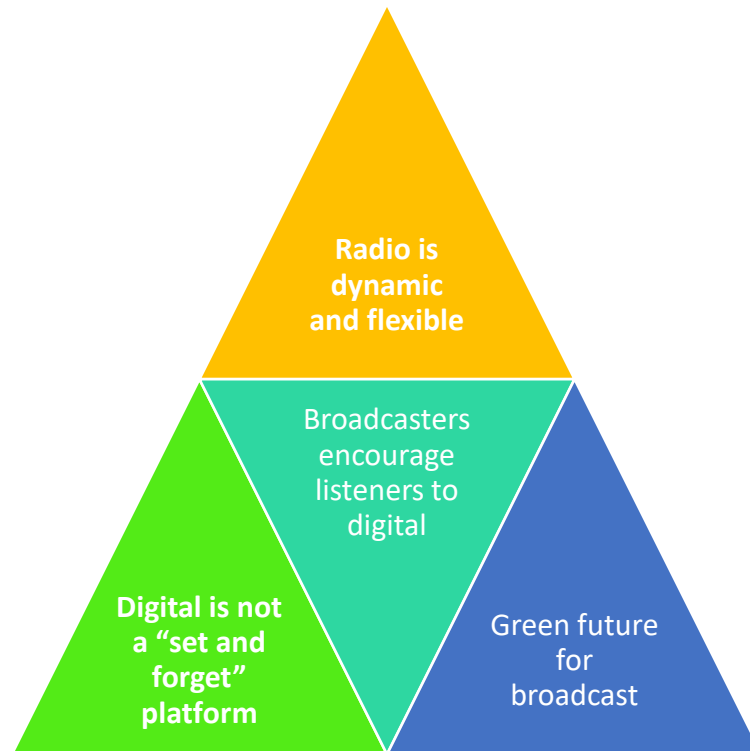 Radio is
dynamic
and flexible
Broadcasters
encourage
listeners to
digital
Digital is not
a “set and
forget”
platform
Green future
for
broadcast